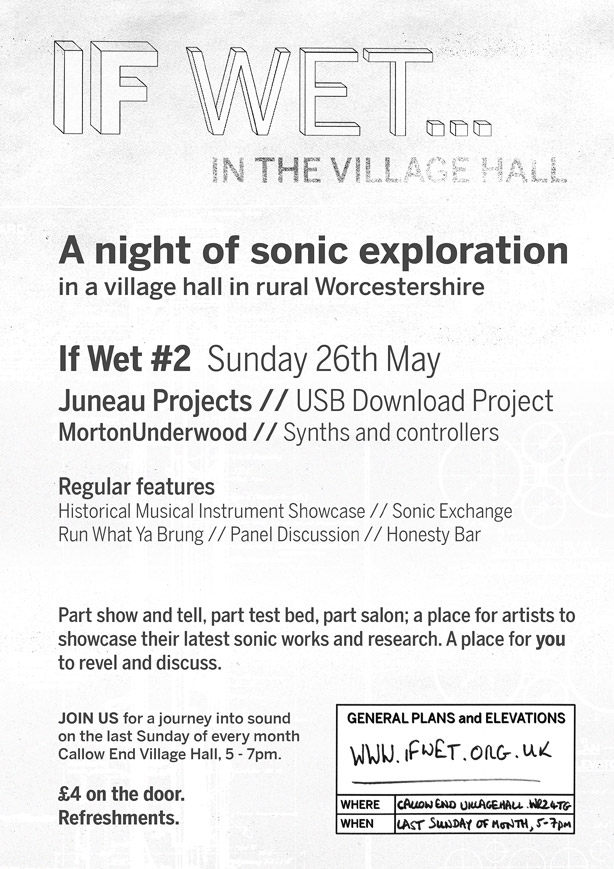 IF WET...
IN THE VILLAGE HALL
A night of sonic exploration
in a village hall in rural Worcestershire
If Wet #2 Sunday 26th May
Juneau Projects // USB Download Project
MortonUnderwood // Synths and controllers
Regular features
Historical Musical Instrument Showcase // Sonic Exchange
Run What Ya Brung // Panel Discussion // Honesty Bar
Part show and tell, part test bed, part salon; a place for artists to
showcase their latest sonic works and research. A place for you
to revel and discuss.
JOIN US for a journey into sound
on the last Sunday of every month
Callow End Village Hall, 5 - 7pm.
£4 on the door.
Refreshments.
GENERAL PLANS and ELEVATIONS
WWW.IFWET.ORG.UK
WHERE CALLOW END VILLAGE HALL. WR2 4TG
WHEN LAST SUNDAY OF MONTH, 5-7pm